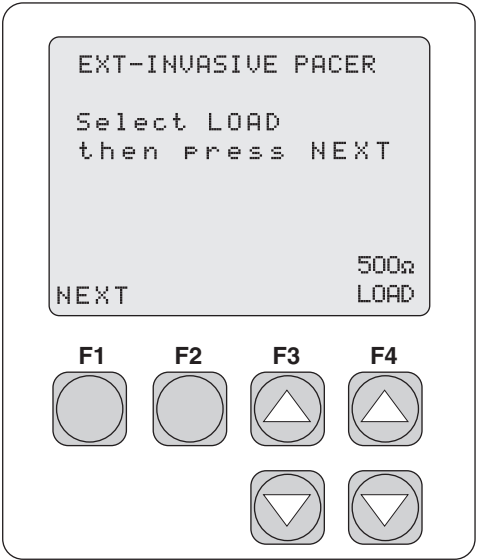 EXT-INVASIVE PACER
Select LOAD
then press NEXT
500Ω
NEXT LOAD
F1 F2 F3 F4